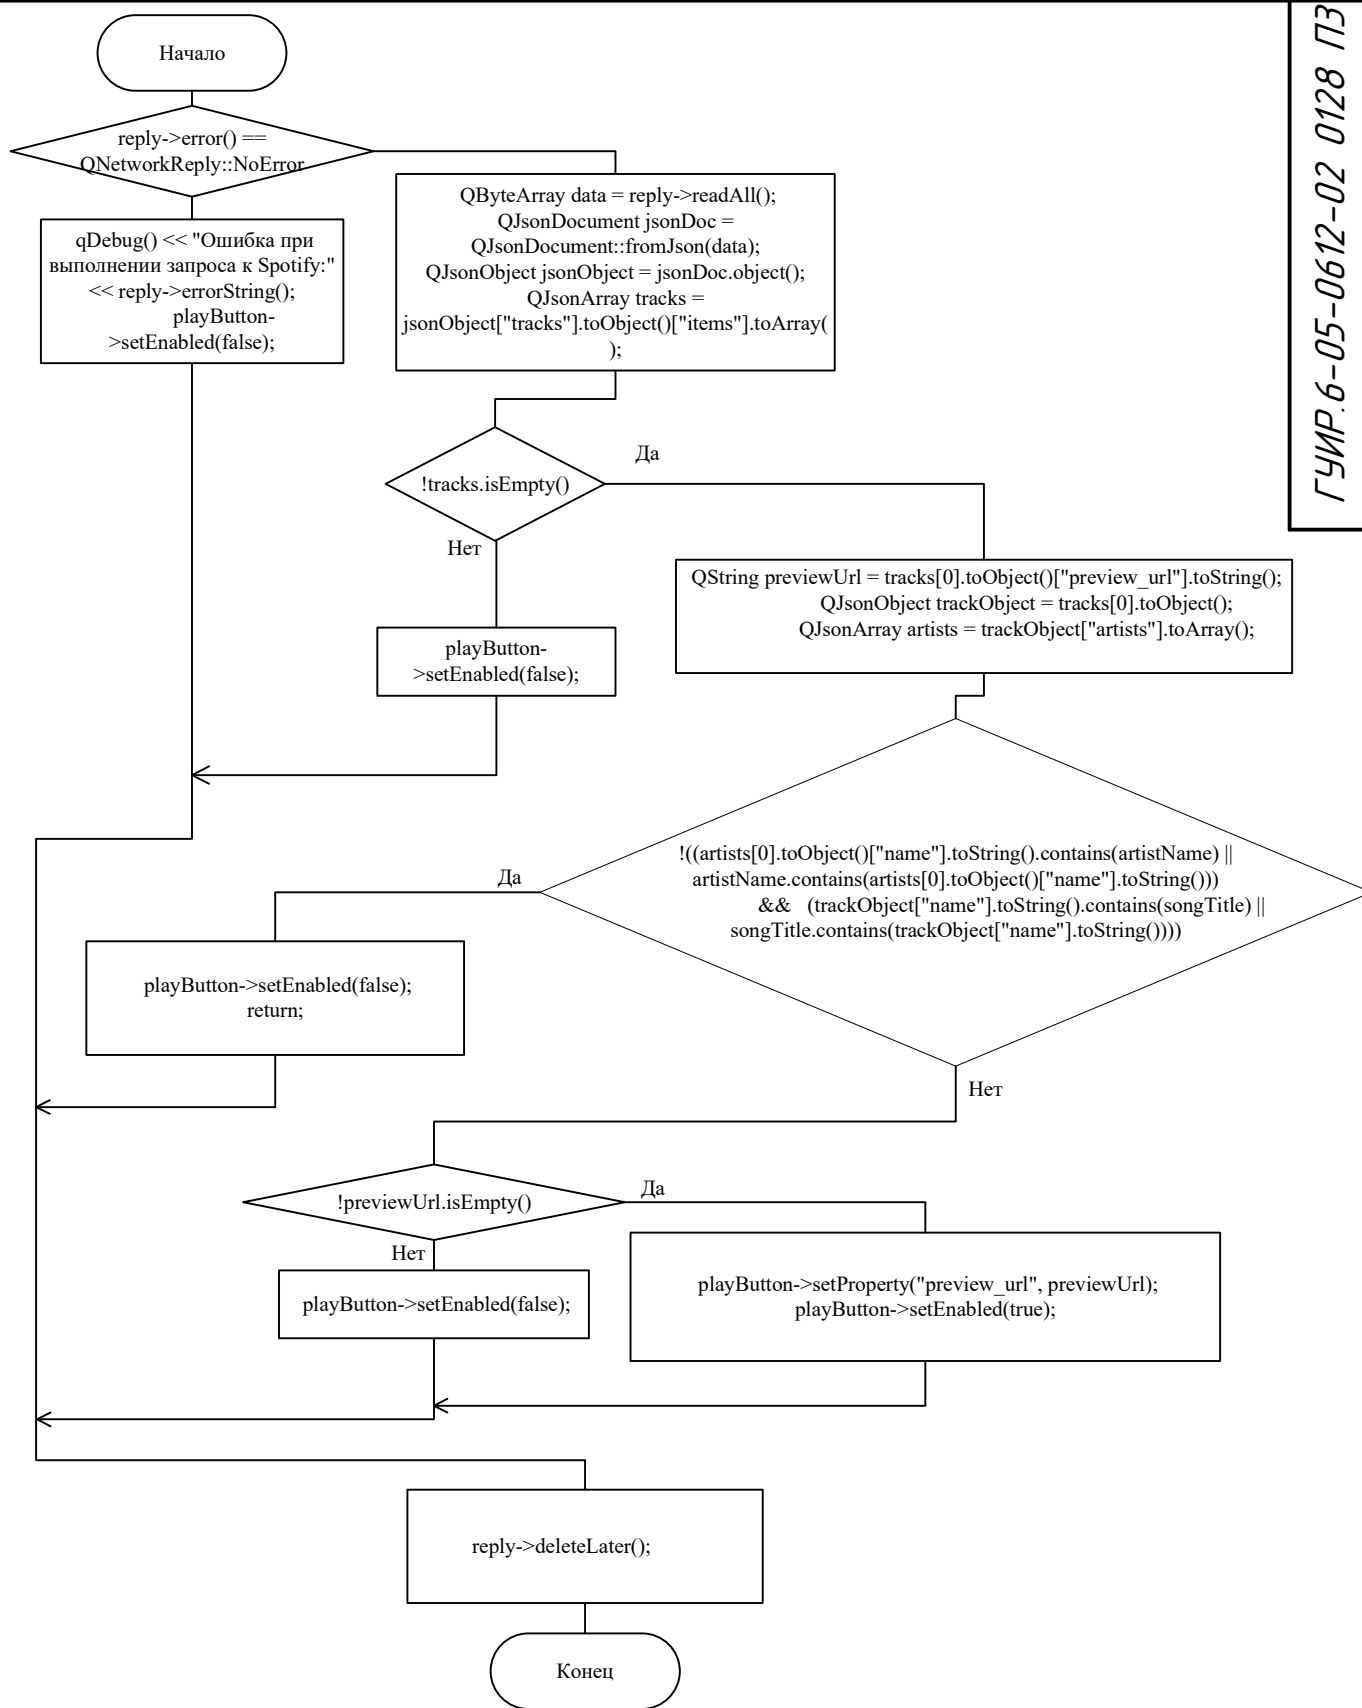 Начало
ГУИР.6-05-0612-02 0128 ПЗ
reply->error() ==
QNetworkReply::NoError
QByteArray data = reply->readAll();
QJsonDocument jsonDoc =
QJsonDocument::fromJson(data);
QJsonObject jsonObject = jsonDoc.object();
QJsonArray tracks =
jsonObject["tracks"].toObject()["items"].toArray(
);
qDebug() << "Ошибка при
выполнении запроса к Spotify:"
<< reply->errorString();
playButton-
>setEnabled(false);
Да
!tracks.isEmpty()
Нет
QString previewUrl = tracks[0].toObject()["preview_url"].toString();
QJsonObject trackObject = tracks[0].toObject();
QJsonArray artists = trackObject["artists"].toArray();
playButton-
>setEnabled(false);
!((artists[0].toObject()["name"].toString().contains(artistName) ||
artistName.contains(artists[0].toObject()["name"].toString()))
&& (trackObject["name"].toString().contains(songTitle) ||
songTitle.contains(trackObject["name"].toString())))
Да
playButton->setEnabled(false);
return;
Нет
!previewUrl.isEmpty()
Да
Нет
playButton->setEnabled(false);
playButton->setProperty("preview_url", previewUrl);
playButton->setEnabled(true);
reply->deleteLater();
Конец